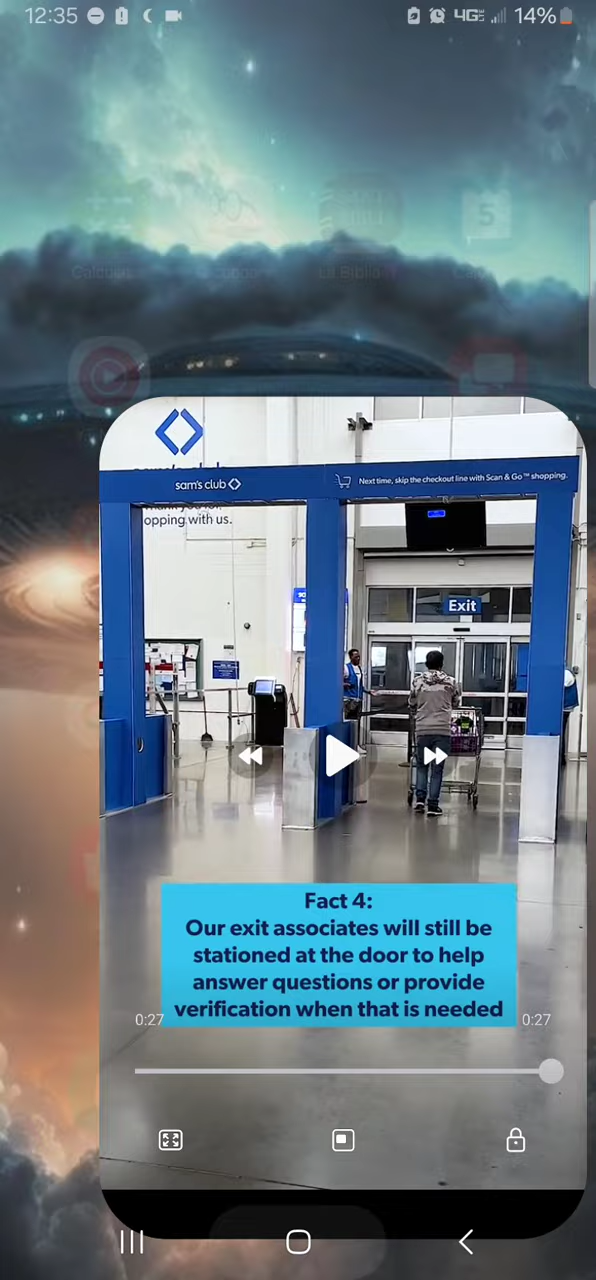 12:35
4G
14%
5
sam's club
Next time, skip the checkout line with Scan & Go™ shopping.
opping with us.
Exit
Fact 4:
Our exit associates will still be
stationed at the door to help
answer questions or provide
verification when that is needed
0:27
0:27